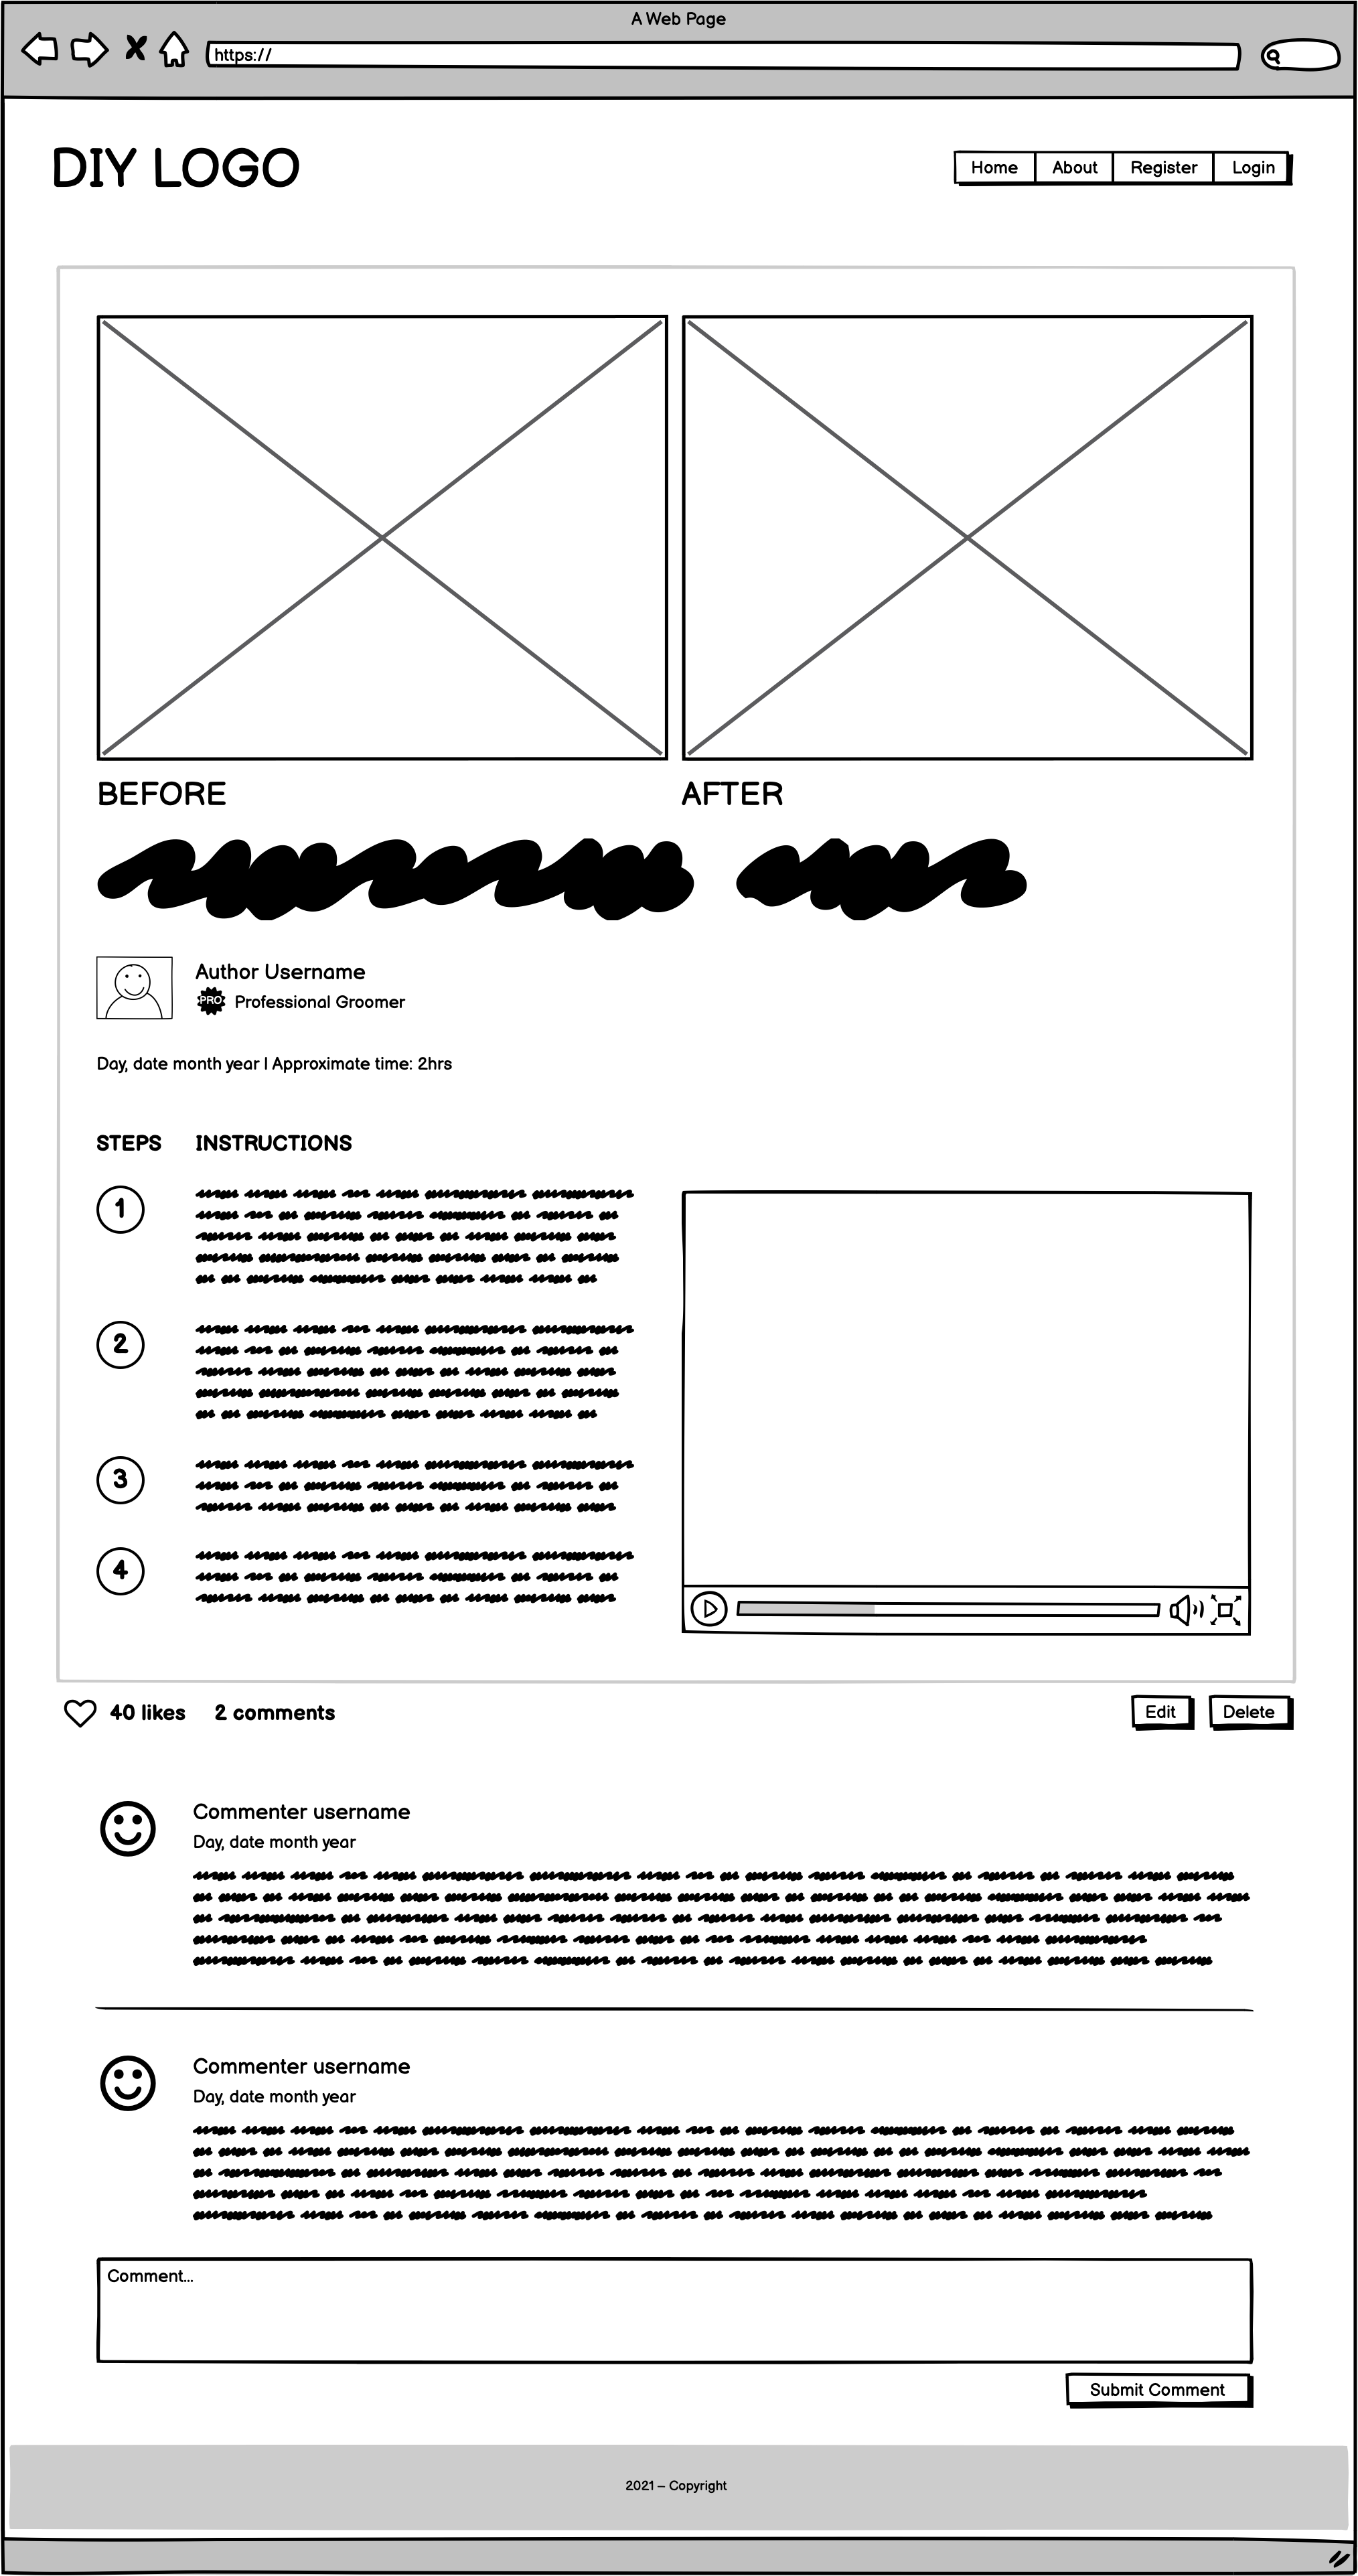 A Web Page
https://
DIY LOGO
Home About Register Login
BEFORE AFTER
Author Username
PRO Professional Groomer
Day, date month year | Approximate time: 2hrs
STEPS INSTRUCTIONS
1
2
3
4
40 likes 2 comments Edit Delete
Commenter username
Day, date month year
Commenter username
Day, date month year
Comment...
Submit Comment
2021 – Copyright